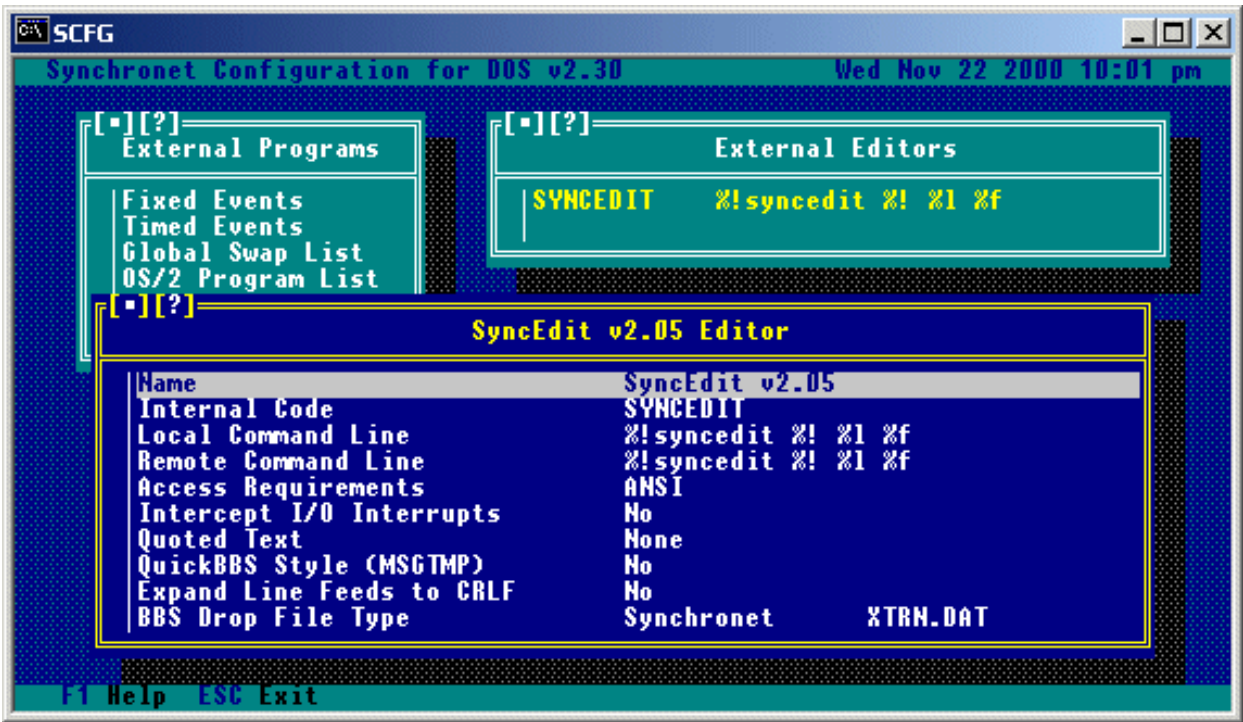 SCFG
Synchronet Configuration for DOS v2.30 Wed Nov 22 2000 10:01 pm
[▪][?]
External Programs
Fixed Events
Timed Events
Global Swap List
OS/2 Program List
[▪][?]
External Editors
SYNCEDIT %!syncedit %! %l %f
[▪][?]
SyncEdit v2.05 Editor
Name SyncEdit v2.05
Internal Code SYNCEDIT
Local Command Line %!syncedit %! %l %f
Remote Command Line %!syncedit %! %l %f
Access Requirements ANSI
Intercept I/O Interrupts No
Quoted Text None
QuickBBS Style (MSGTMP) No
Expand Line Feeds to CRLF No
BBS Drop File Type Synchronet XTRN.DAT
F1 Help ESC Exit